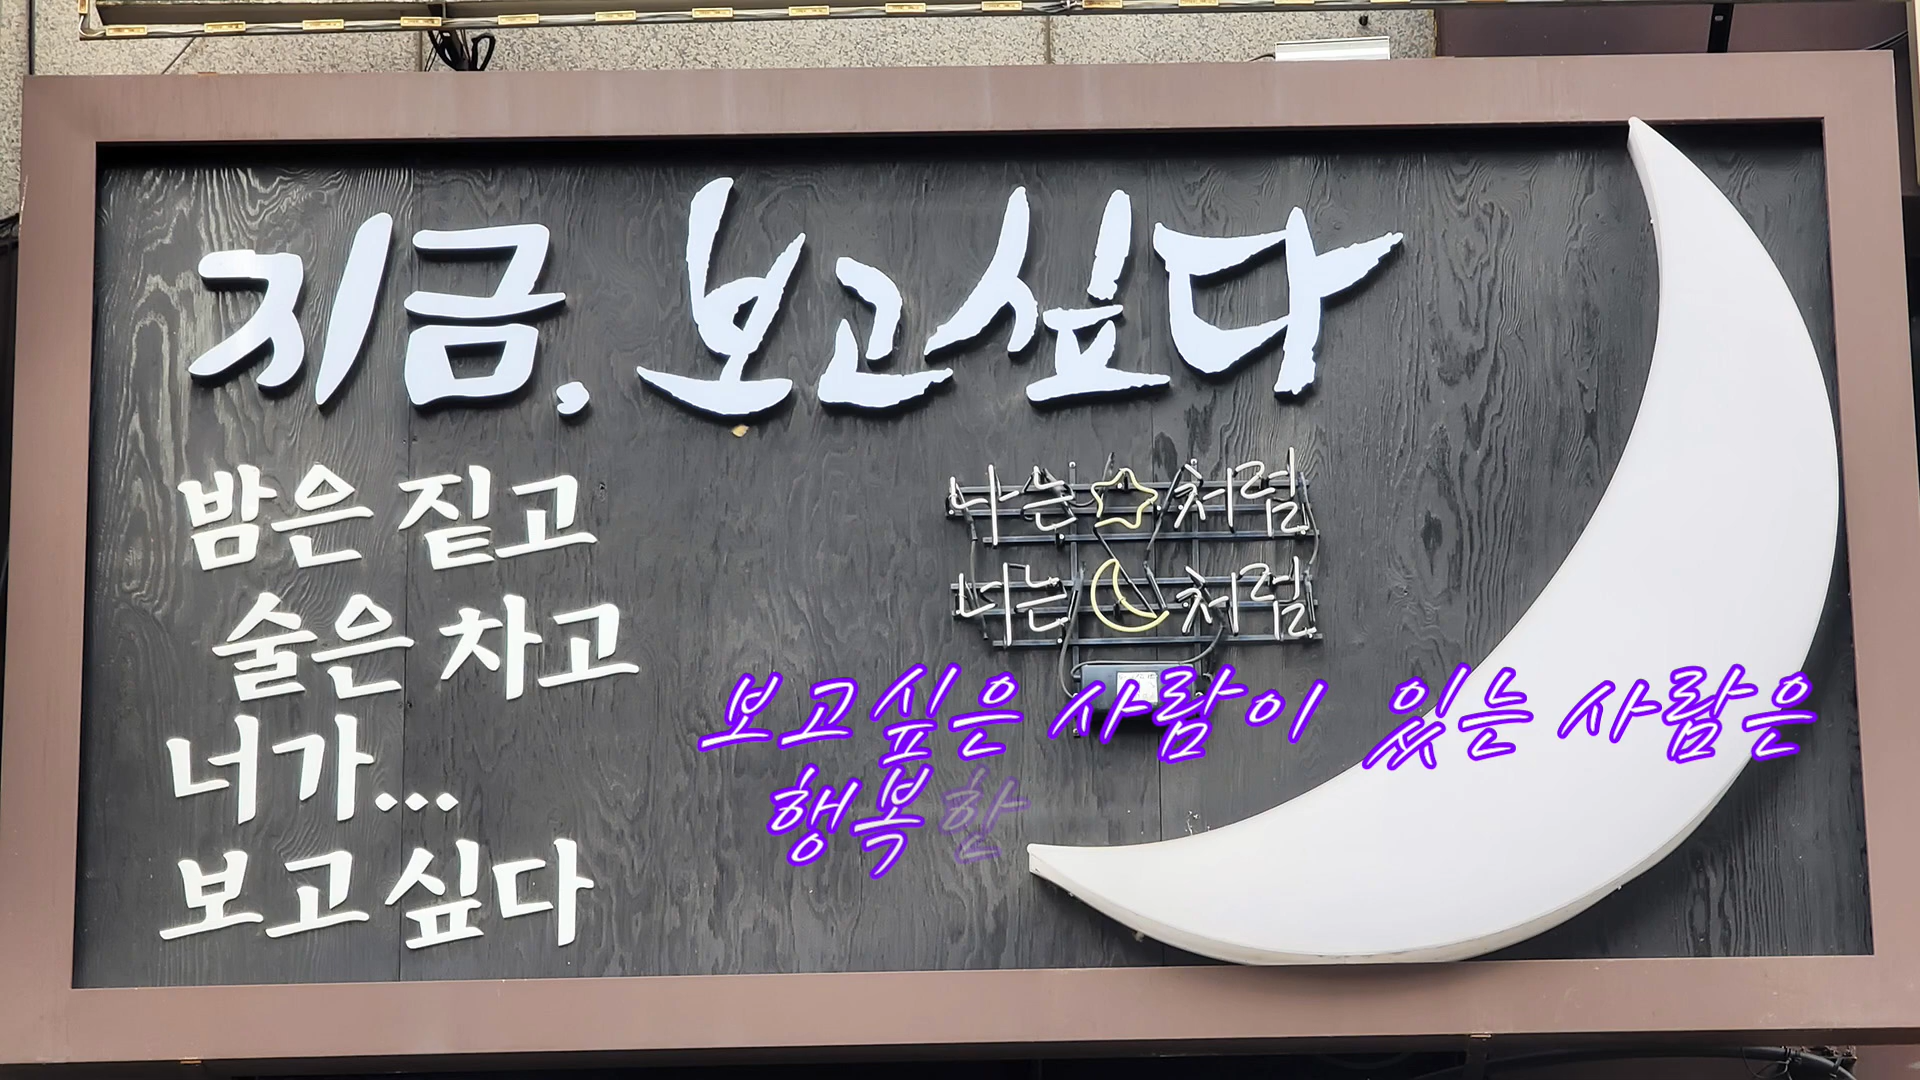 지금, 보고싶다
밤은 짙고
술은 차고
너가...
보고싶다
나는 ☆ 처럼
너는 ☾ 처럼
보고싶은 사람이 있는 사람은
행복한